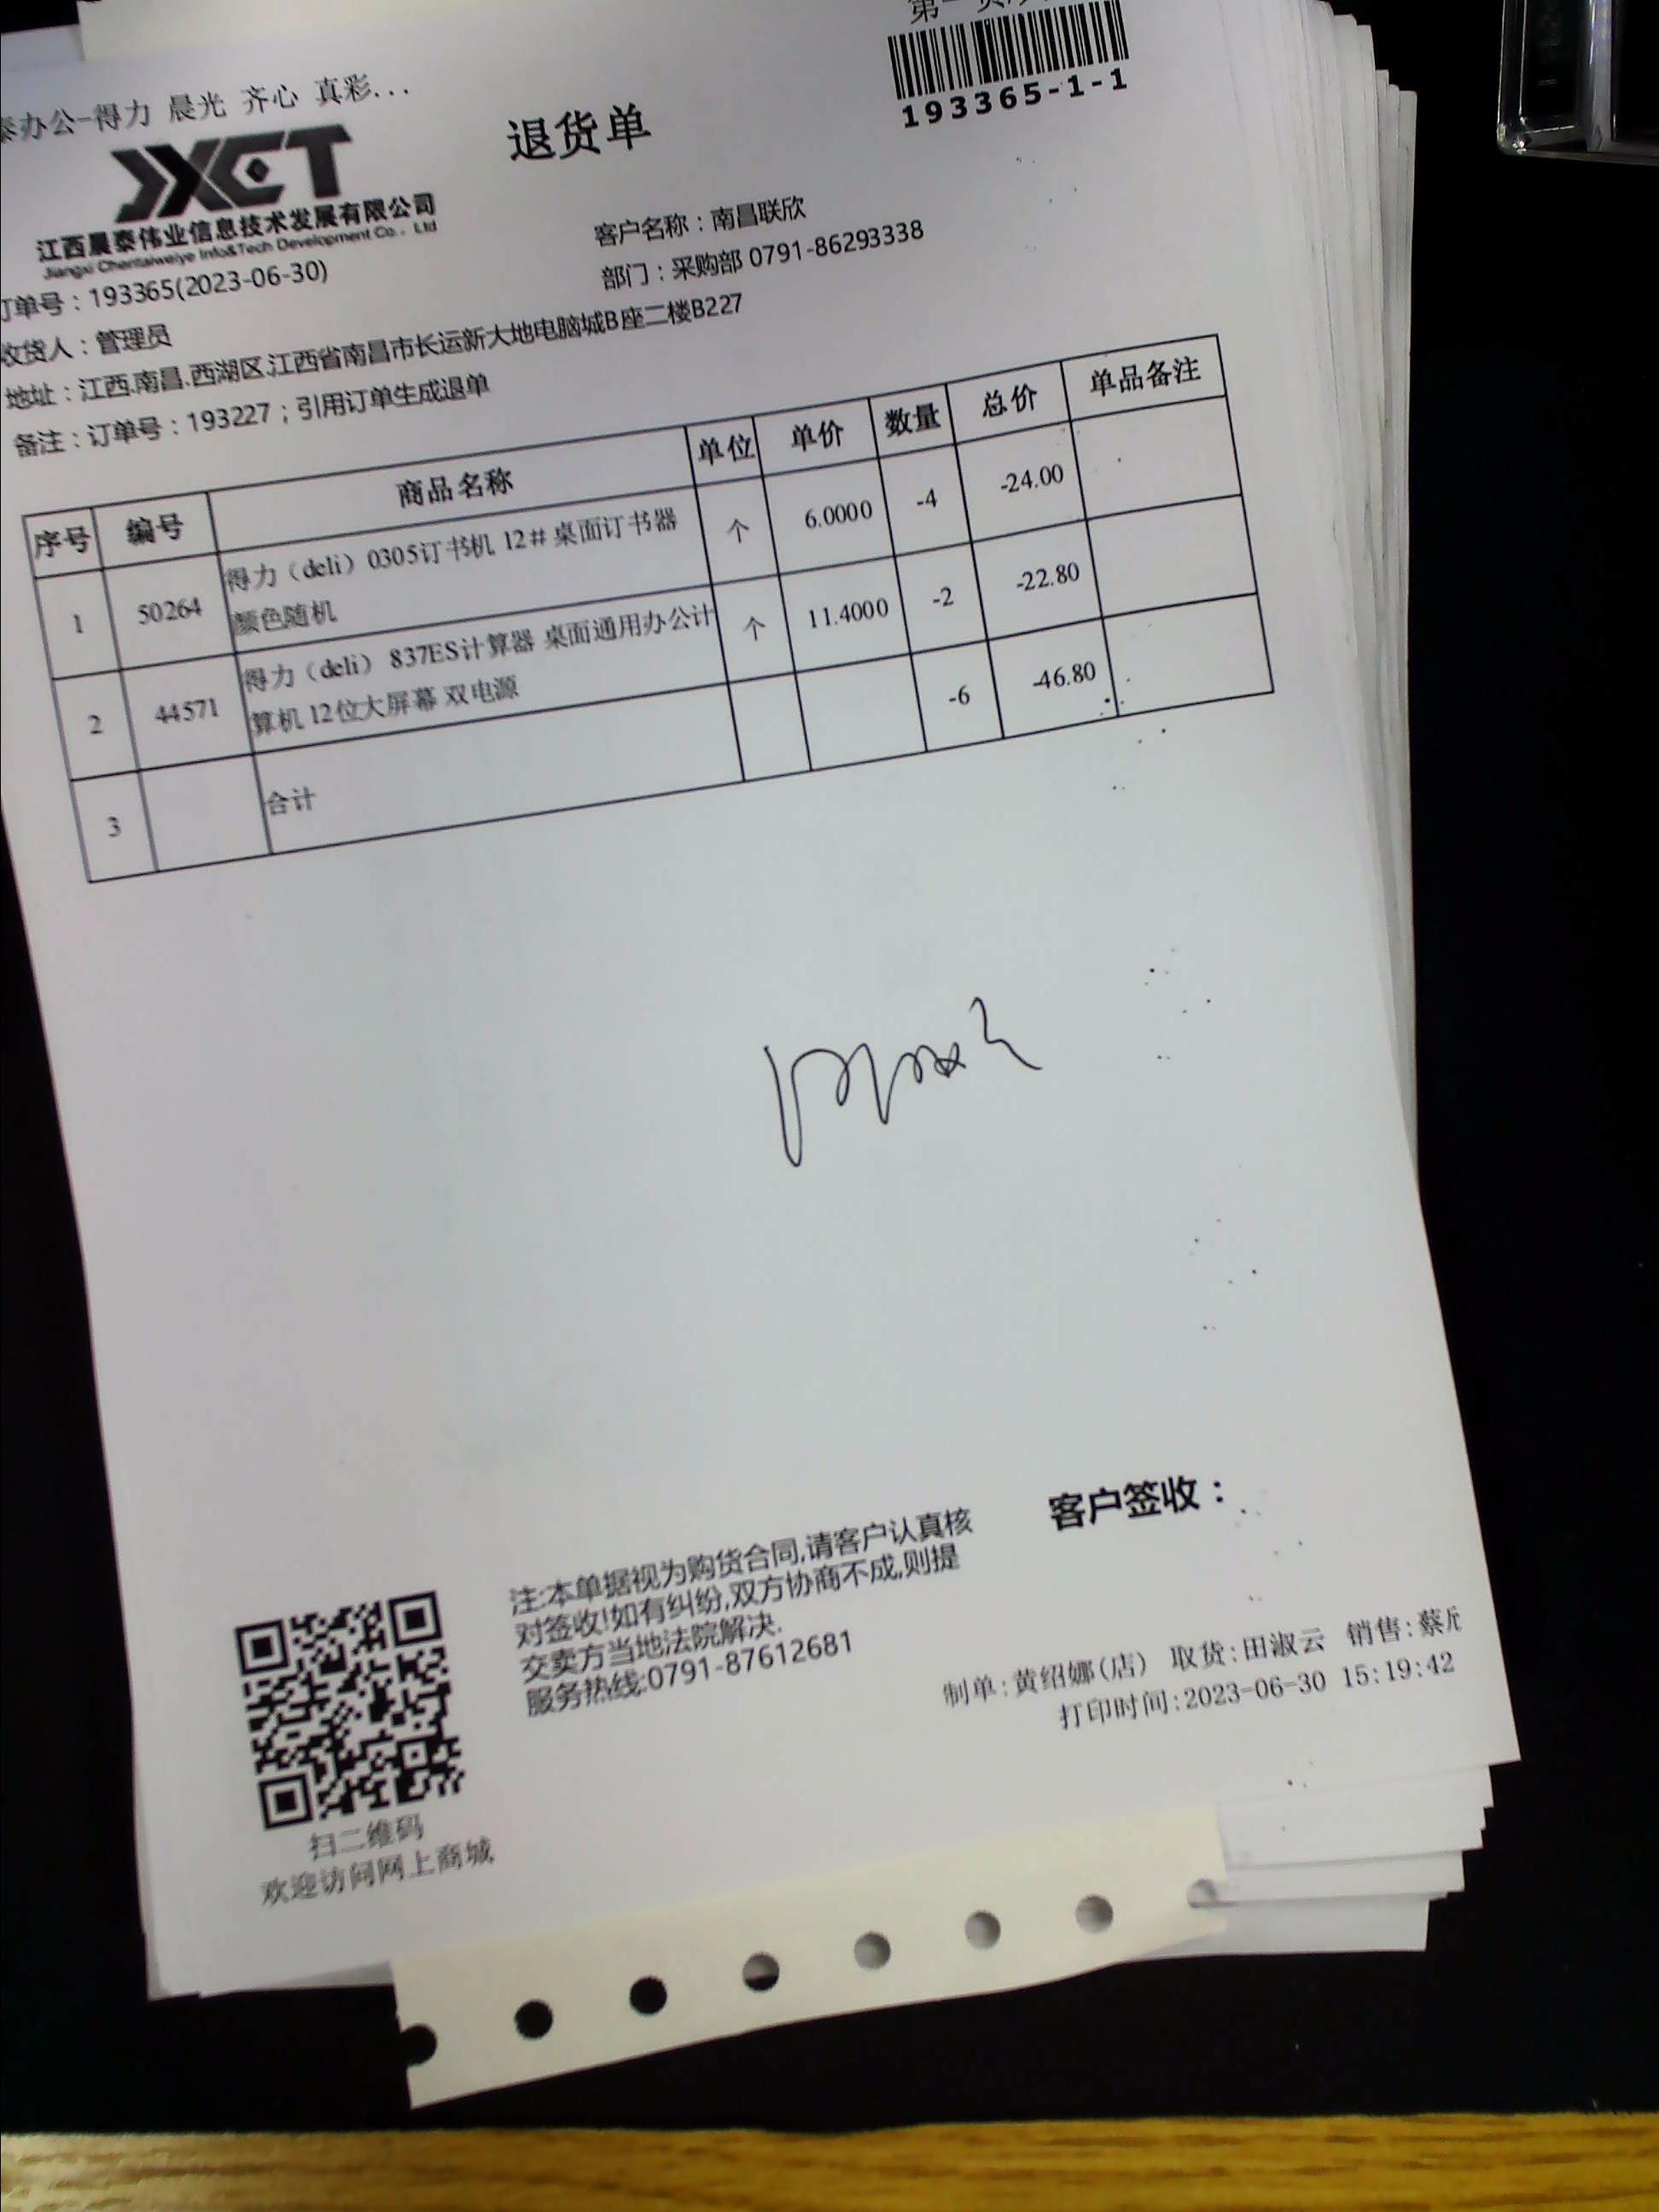 泰办公-得力 晨光 齐心 真彩...
193365-1-1
退货单
JXCT
江西晨泰伟业信息技术发展有限公司
Jiangxi Chentaiweiye Info&Tech Development Co., Ltd
客户名称：南昌联欣
订单号：193365(2023-06-30)
部门：采购部 0791-86293338
收货人：管理员
地址：江西.南昌.西湖区.江西省南昌市长运新大地电脑城B座二楼B227
备注：订单号：193227；引用订单生成退单
序号 编号 商品名称 单位 单价 数量 总价 单品备注
1 50264 得力（deli）0305订书机 12# 桌面订书器 颜色随机 个 6.0000 -4 -24.00
2 44571 得力（deli） 837ES计算器 桌面通用办公计算机 12位大屏幕 双电源 个 11.4000 -2 -22.80
3 合计 -6 -46.80
客户签收：
注:本单据视为购货合同,请客户认真核
对签收!如有纠纷,双方协商不成,则提
交卖方当地法院解决.
服务热线:0791-87612681
制单:黄绍娜(店) 取货:田淑云 销售:蔡
打印时间:2023-06-30 15:19:42
扫二维码
欢迎访问网上商城